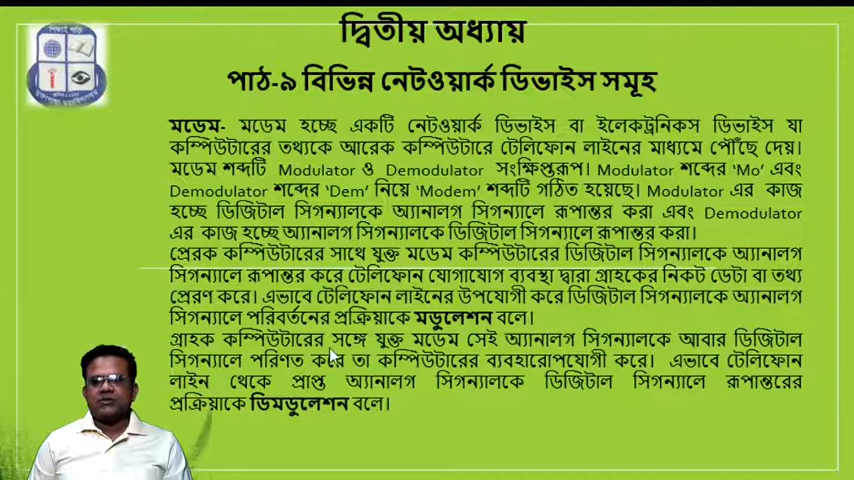 দ্বিতীয় অধ্যায়
পাঠ-৯ বিভিন্ন নেটওয়ার্ক ডিভাইস সমূহ
মডেম- মডেম হচ্ছে একটি নেটওয়ার্ক ডিভাইস বা ইলেকট্রনিকস ডিভাইস যা
কম্পিউটারের তথ্যকে আরেক কম্পিউটারে টেলিফোন লাইনের মাধ্যমে পৌঁছে দেয়।
মডেম শব্দটি Modulator ও Demodulator সংক্ষিপ্তরূপ। Modulator শব্দের ‘Mo’ এবং
Demodulator শব্দের ‘Dem’ নিয়ে ‘Modem’ শব্দটি গঠিত হয়েছে। Modulator এর কাজ
হচ্ছে ডিজিটাল সিগন্যালকে অ্যানালগ সিগন্যালে রূপান্তর করা এবং Demodulator
এর কাজ হচ্ছে অ্যানালগ সিগন্যালকে ডিজিটাল সিগন্যালে রূপান্তর করা।
প্রেরক কম্পিউটারের সাথে যুক্ত মডেম কম্পিউটারের ডিজিটাল সিগন্যালকে অ্যানালগ
সিগন্যালে রূপান্তর করে টেলিফোন যোগাযোগ ব্যবস্থা দ্বারা গ্রাহকের নিকট ডেটা বা তথ্য
প্রেরণ করে। এভাবে টেলিফোন লাইনের উপযোগী করে ডিজিটাল সিগন্যালকে অ্যানালগ
সিগন্যালে পরিবর্তনের প্রক্রিয়াকে মডুলেশন বলে।
গ্রাহক কম্পিউটারের সঙ্গে যুক্ত মডেম সেই অ্যানালগ সিগন্যালকে আবার ডিজিটাল
সিগন্যালে পরিণত করে তা কম্পিউটারের ব্যবহারোপযোগী করে। এভাবে টেলিফোন
লাইন থেকে প্রাপ্ত অ্যানালগ সিগন্যালকে ডিজিটাল সিগন্যালে রূপান্তরের
প্রক্রিয়াকে ডিমডুলেশন বলে।